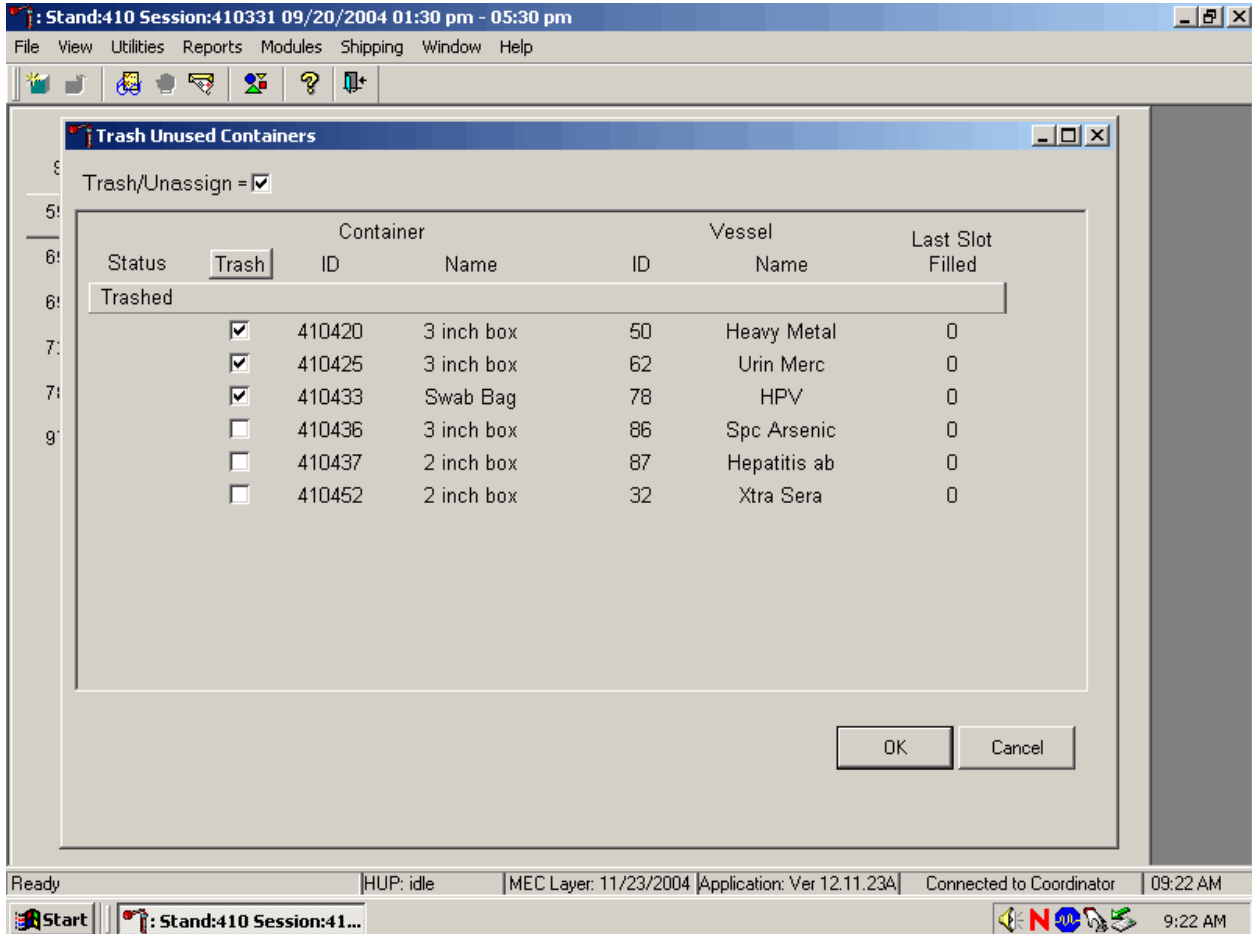 : Stand:410 Session:410331 09/20/2004 01:30 pm - 05:30 pm
File View Utilities Reports Modules Shipping Window Help
Trash Unused Containers
Trash/Unassign =
Container Vessel Last Slot
Status Trash ID Name ID Name Filled
Trashed
410420 3 inch box 50 Heavy Metal 0
410425 3 inch box 62 Urin Merc 0
410433 Swab Bag 78 HPV 0
410436 3 inch box 86 Spc Arsenic 0
410437 2 inch box 87 Hepatitis ab 0
410452 2 inch box 32 Xtra Sera 0
OK Cancel
Ready HUP: idle MEC Layer: 11/23/2004 Application: Ver 12.11.23A Connected to Coordinator 09:22 AM
Start : Stand:410 Session:41... N 9:22 AM